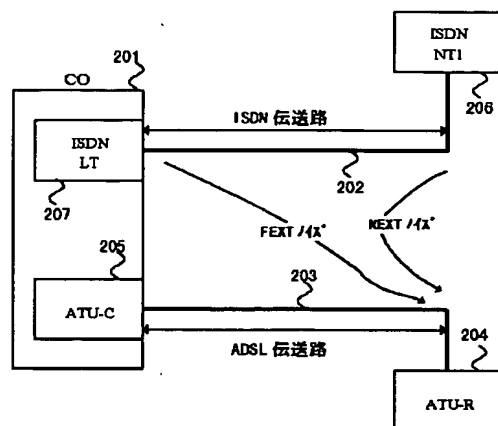 CO
201
ISDN
NT1
206
ISDN 伝送路
ISDN
LT
207
202
FEXT ノイズ
NEXT ノイズ
205
203
ATU-C
ADSL 伝送路
204
ATU-R